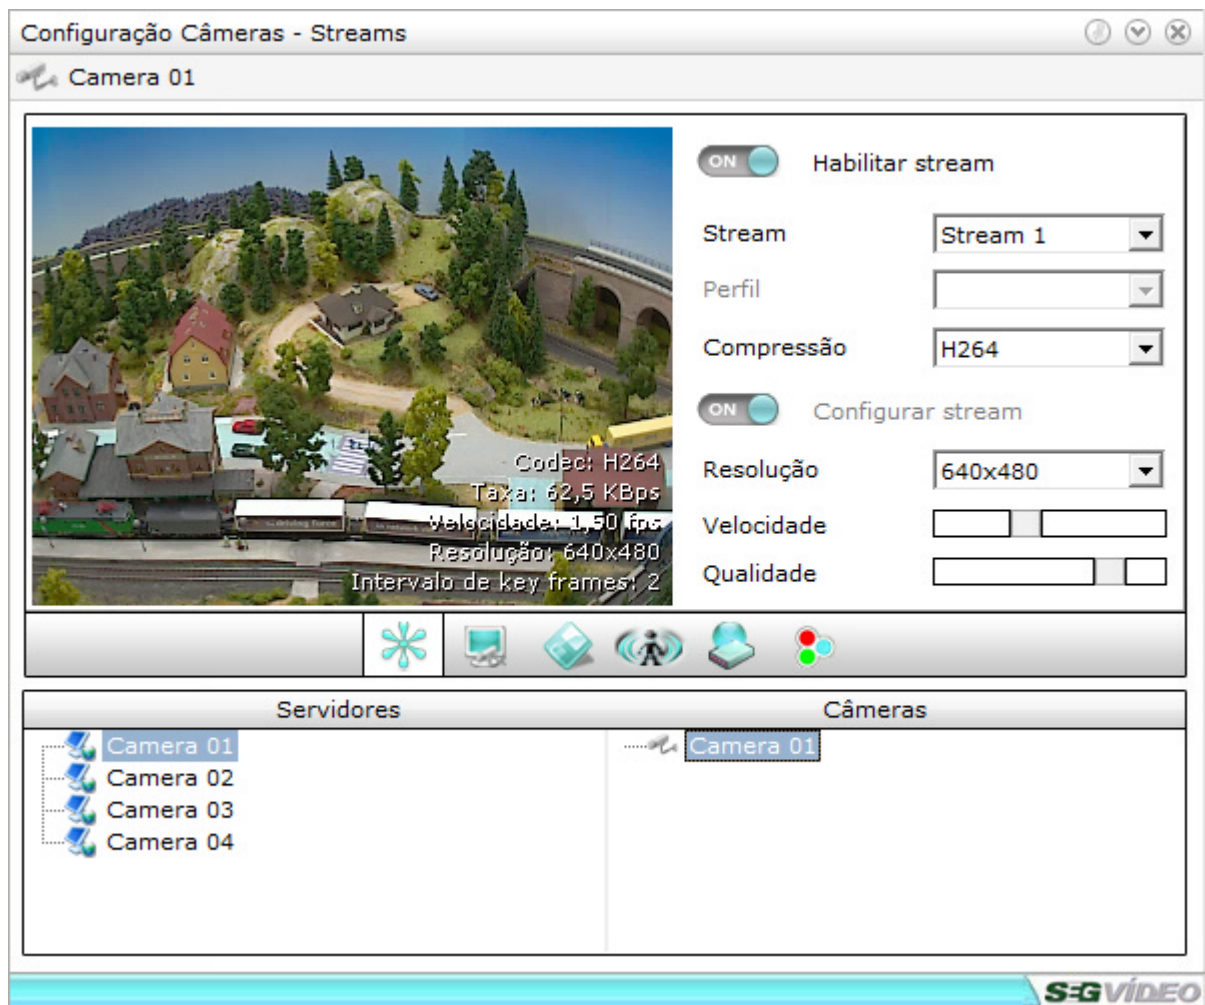 Configuração Câmeras - Streams
Camera 01
ON Habilitar stream
Stream Stream 1
Perfil
Compressão H264
ON Configurar stream
Resolução 640x480
Velocidade
Qualidade
Codec: H264
Taxa: 62,5 KBps
Velocidade: 1,50 fps
Resolução: 640x480
Intervalo de key frames: 2
driving force
Servidores Câmeras
Camera 01 Camera 01
Camera 02
Camera 03
Camera 04
SEGVÍDEO